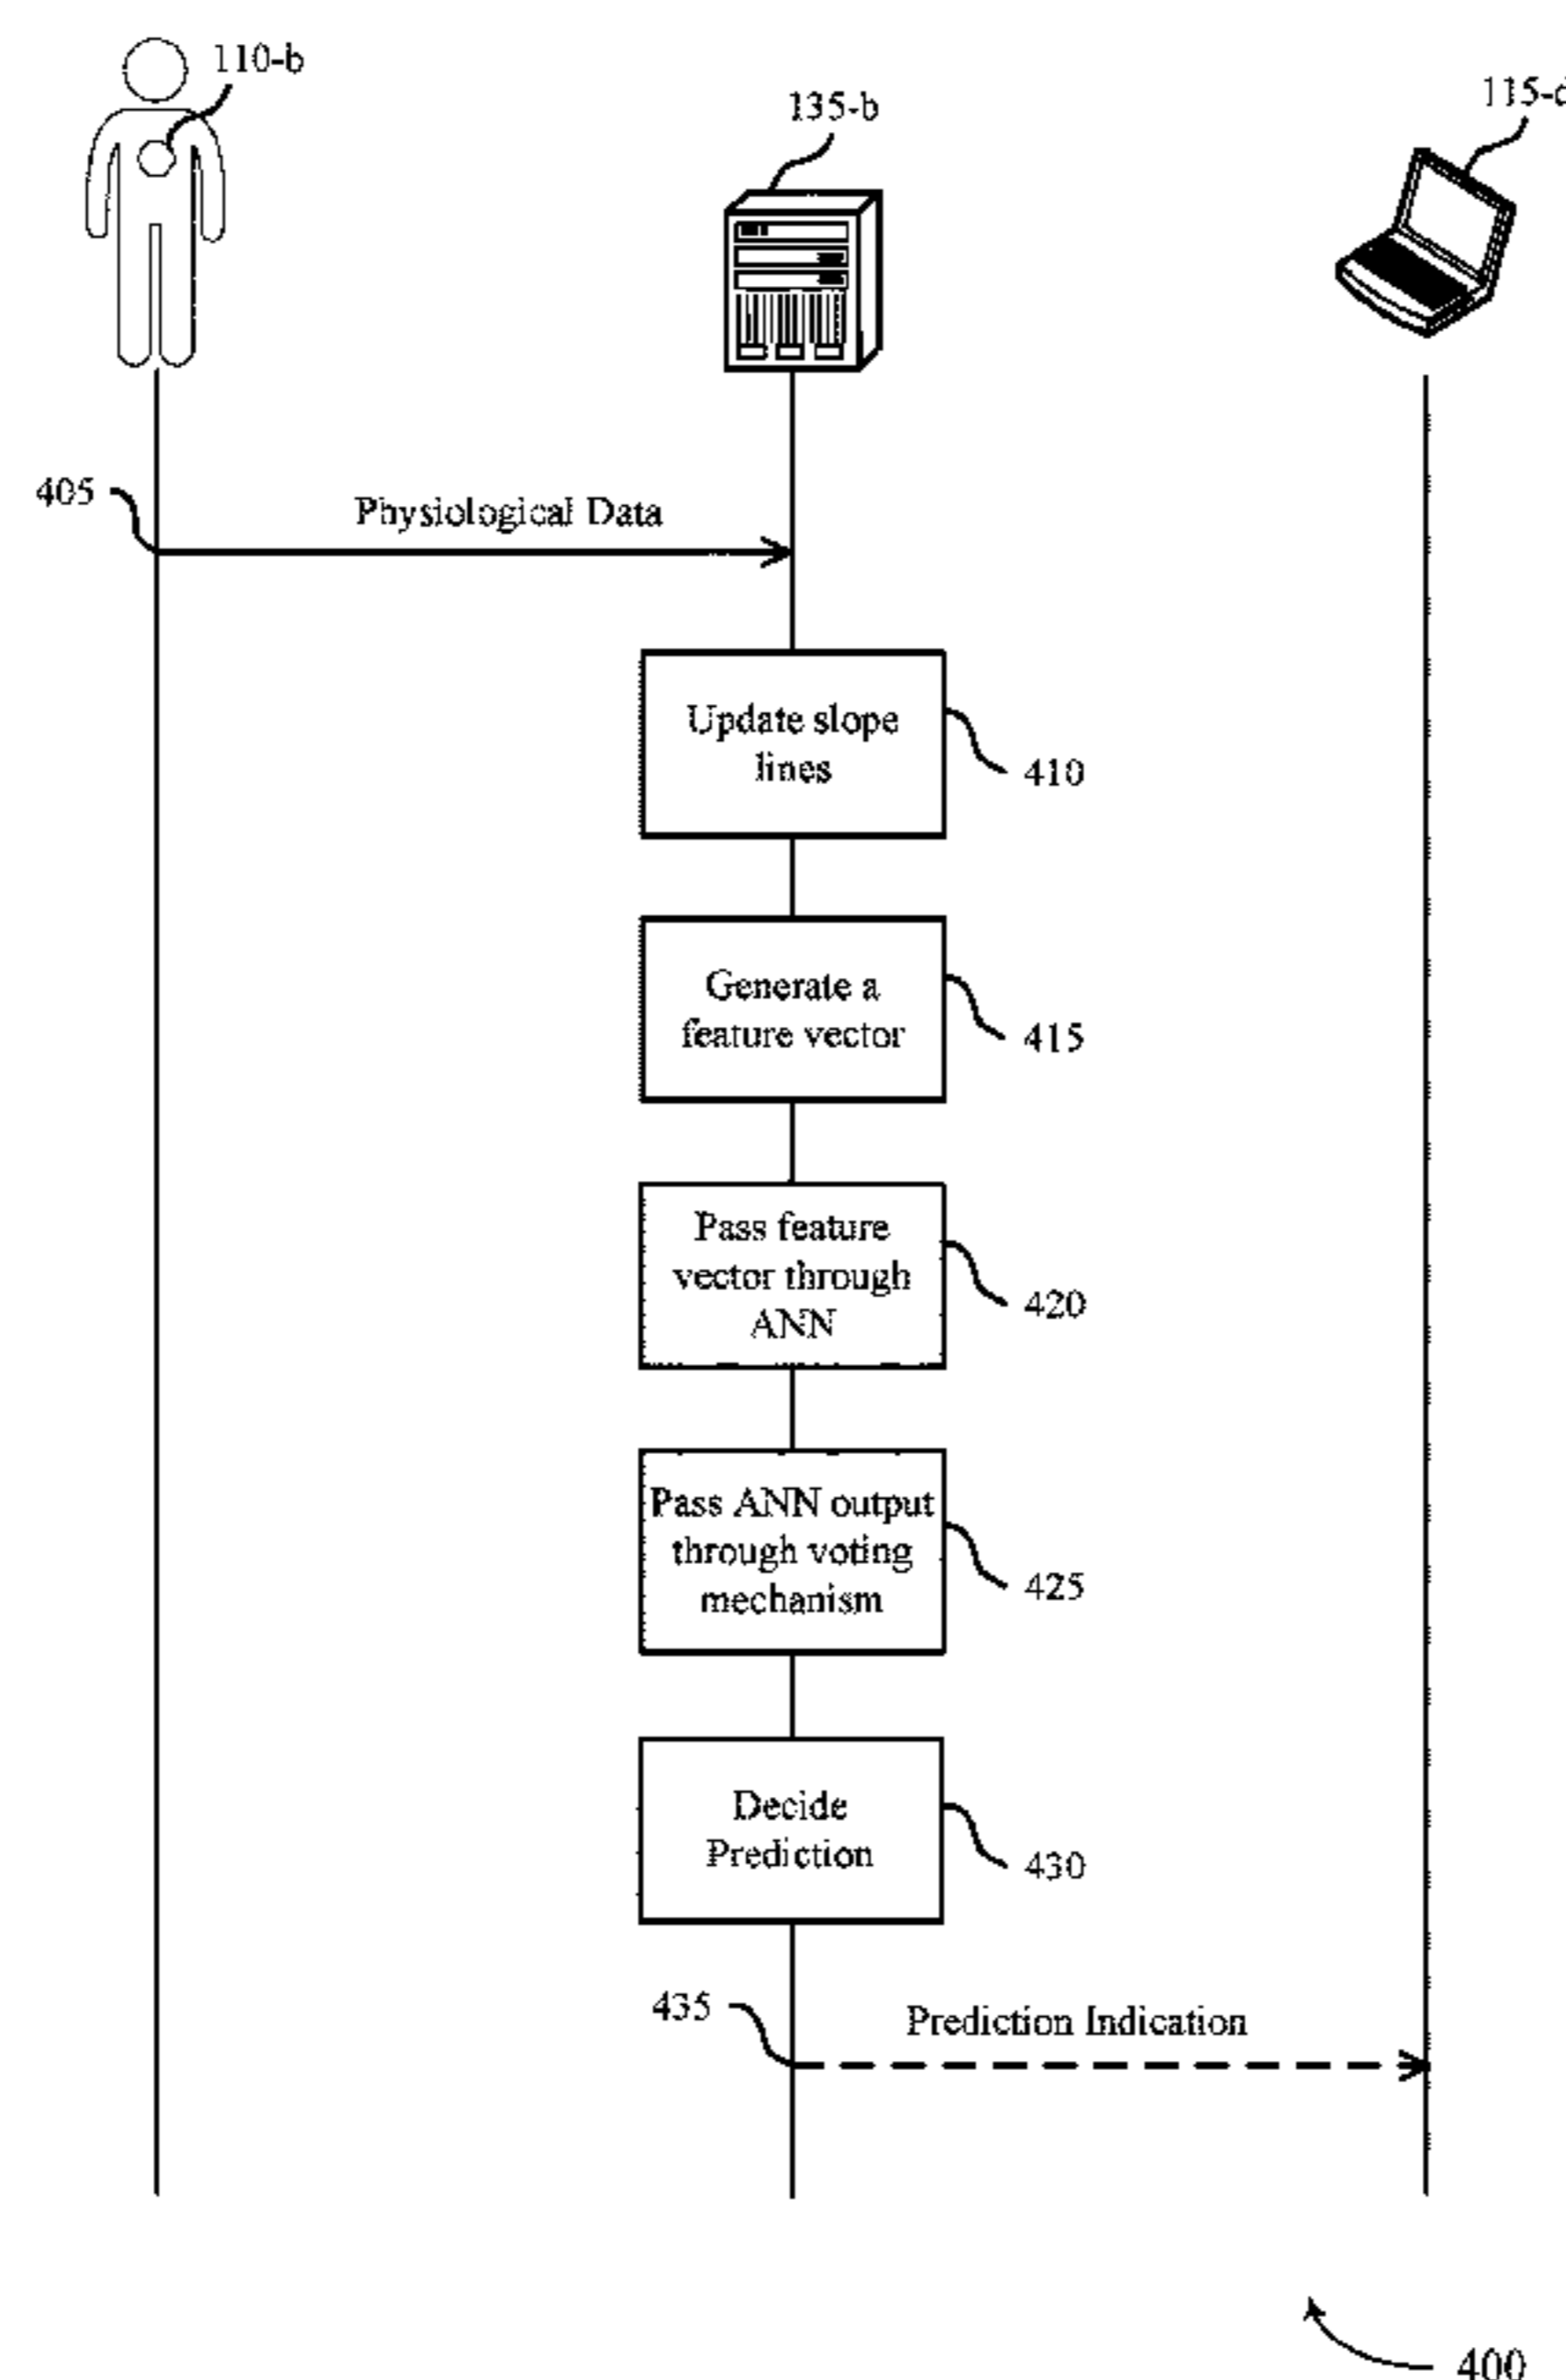 110-b
135-b
115-d
405
Physiological Data
Update slope
lines
410
Generate a
feature vector
415
Pass feature
vector through
ANN
420
Pass ANN output
through voting
mechanism
425
Decide
Prediction
430
435
Prediction Indication
400